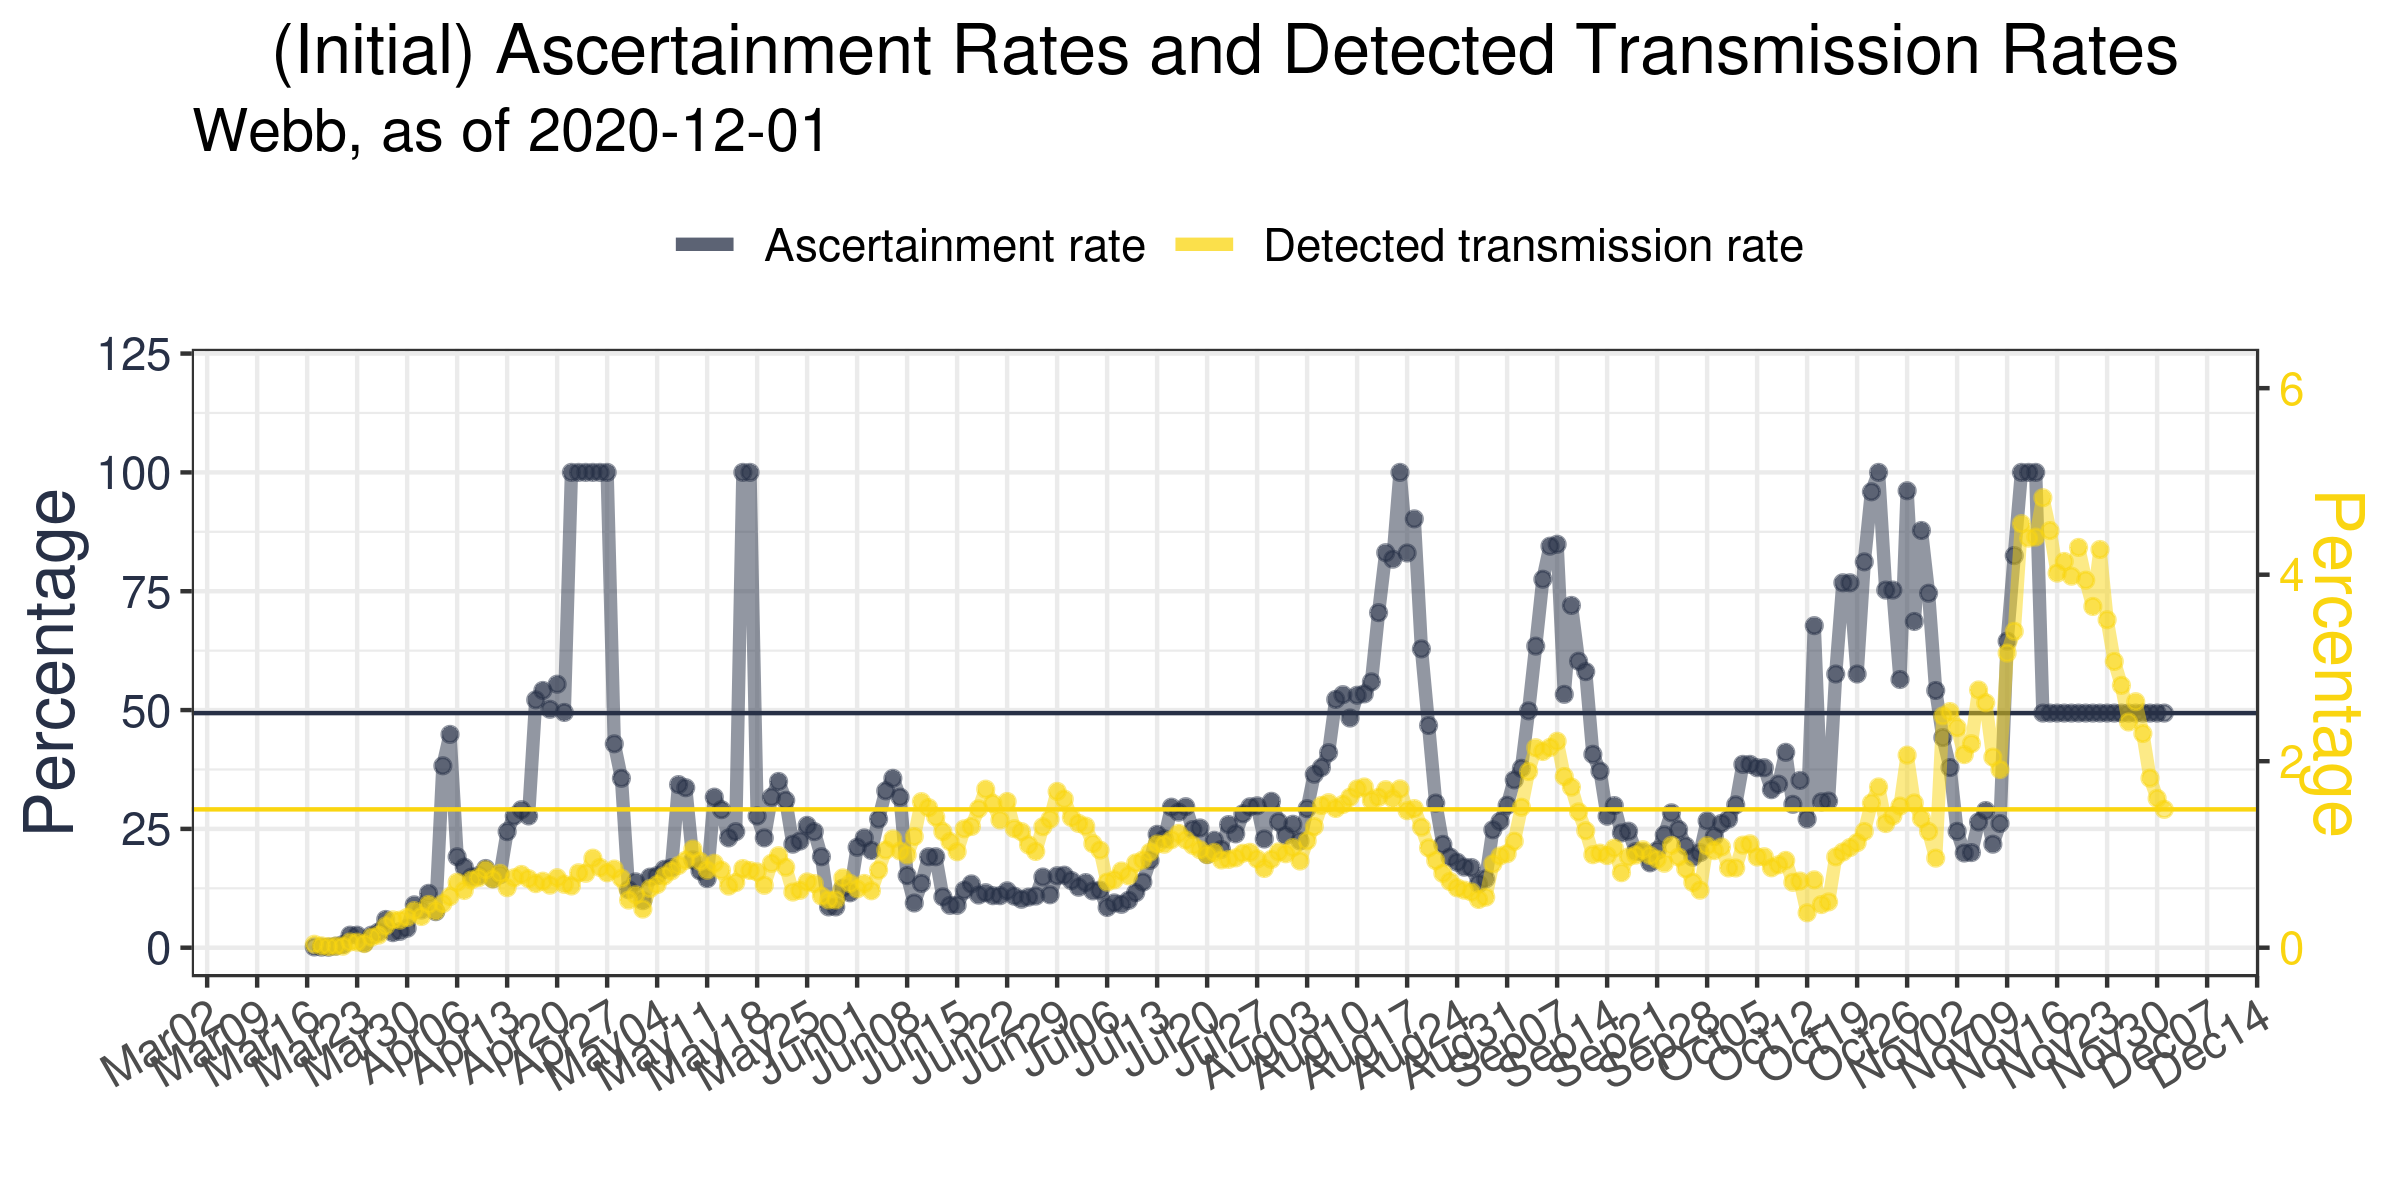 (Initial) Ascertainment Rates and Detected Transmission Rates
Webb, as of 2020-12-01
Ascertainment rate
Detected transmission rate
Percentage
125
100
75
50
25
0
6
4
2
0
Percentage
Mar02
Mar09
Mar16
Mar23
Mar30
Apr06
Apr13
Apr20
Apr27
May04
May11
May18
May25
Jun01
Jun08
Jun15
Jun22
Jun29
Jul06
Jul13
Jul20
Jul27
Aug03
Aug10
Aug17
Aug24
Aug31
Sep07
Sep14
Sep21
Sep28
Oct05
Oct12
Oct19
Oct26
Nov02
Nov09
Nov16
Nov23
Nov30
Dec07
Dec14